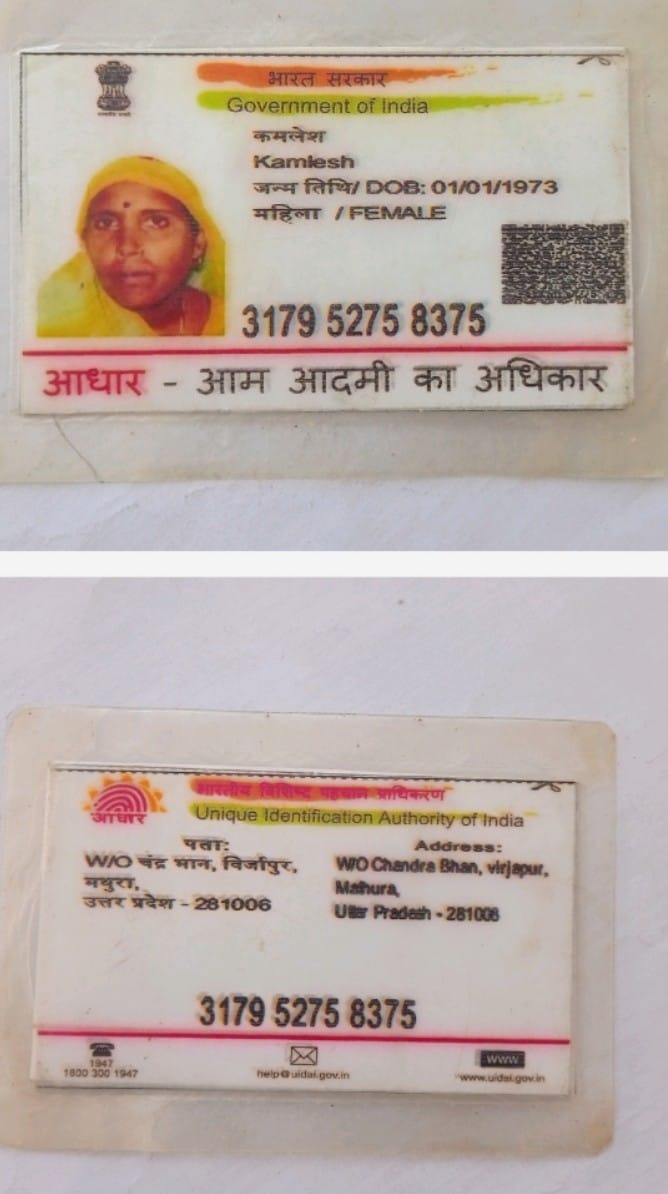 भारत सरकार
Government of India
कमलेश
Kamlesh
जन्म तिथि/ DOB: 01/01/1973
महिला / FEMALE
3179 5275 8375
आधार - आम आदमी का अधिकार
आधार
भारतीय विशिष्ट पहचान प्राधिकरण
Unique Identification Authority of India
पता:
W/O चंद्र भान, विर्जापुर,
मथुरा,
उत्तर प्रदेश - 281006
Address:
W/O Chandra Bhan, virjapur,
Mathura,
Uttar Pradesh - 281006
3179 5275 8375
1947
1800 300 1947
help@uidai.gov.in
www
www.uidai.gov.in